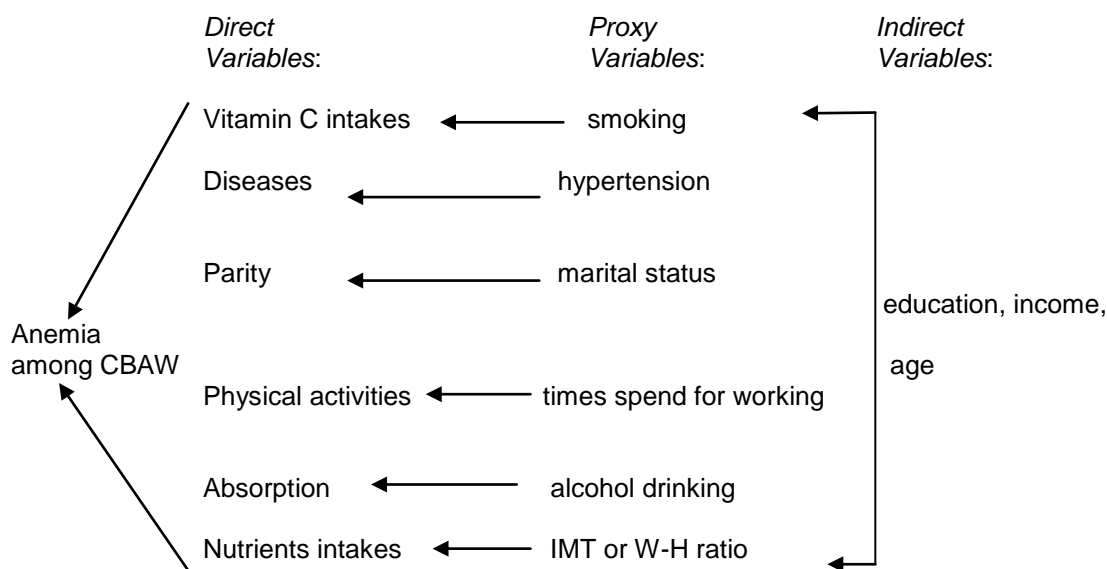 Direct Variables:
Proxy Variables:
Indirect Variables:
Vitamin C intakes
smoking
Diseases
hypertension
Parity
marital status
education, income,
Anemia
among CBAW
age
Physical activities
times spend for working
Absorption
alcohol drinking
Nutrients intakes
IMT or W-H ratio